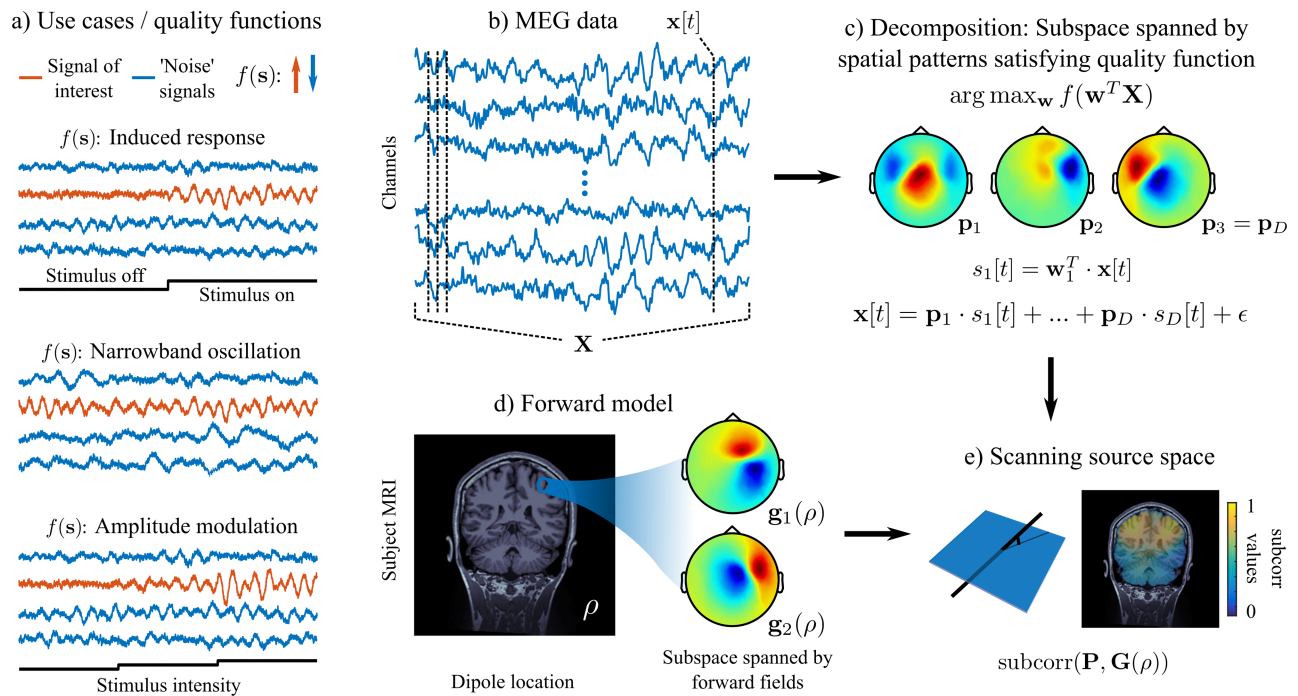 a) Use cases / quality functions
Signal of
interest
'Noise'
signals
f(s):
f(s): Induced response
Stimulus off
Stimulus on
f(s): Narrowband oscillation
f(s): Amplitude modulation
Stimulus intensity
b) MEG data
x[t]
Channels
X
c) Decomposition: Subspace spanned by
spatial patterns satisfying quality function
arg max_w f(w^T X)
p_1
p_2
p_3 = p_D
s_1[t] = w_1^T · x[t]
x[t] = p_1 · s_1[t] + ... + p_D · s_D[t] + ϵ
d) Forward model
Subject MRI
ρ
g_1(ρ)
g_2(ρ)
Dipole location
Subspace spanned by
forward fields
e) Scanning source space
1
0
subcorr
values
subcorr(P, G(ρ))